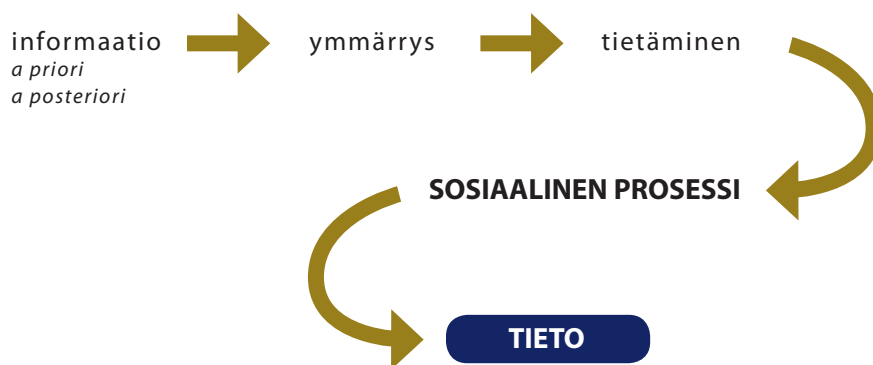 informaatio
ymmärrys
tietäminen
a priori
a posteriori
SOSIAALINEN PROSESSI
TIETO